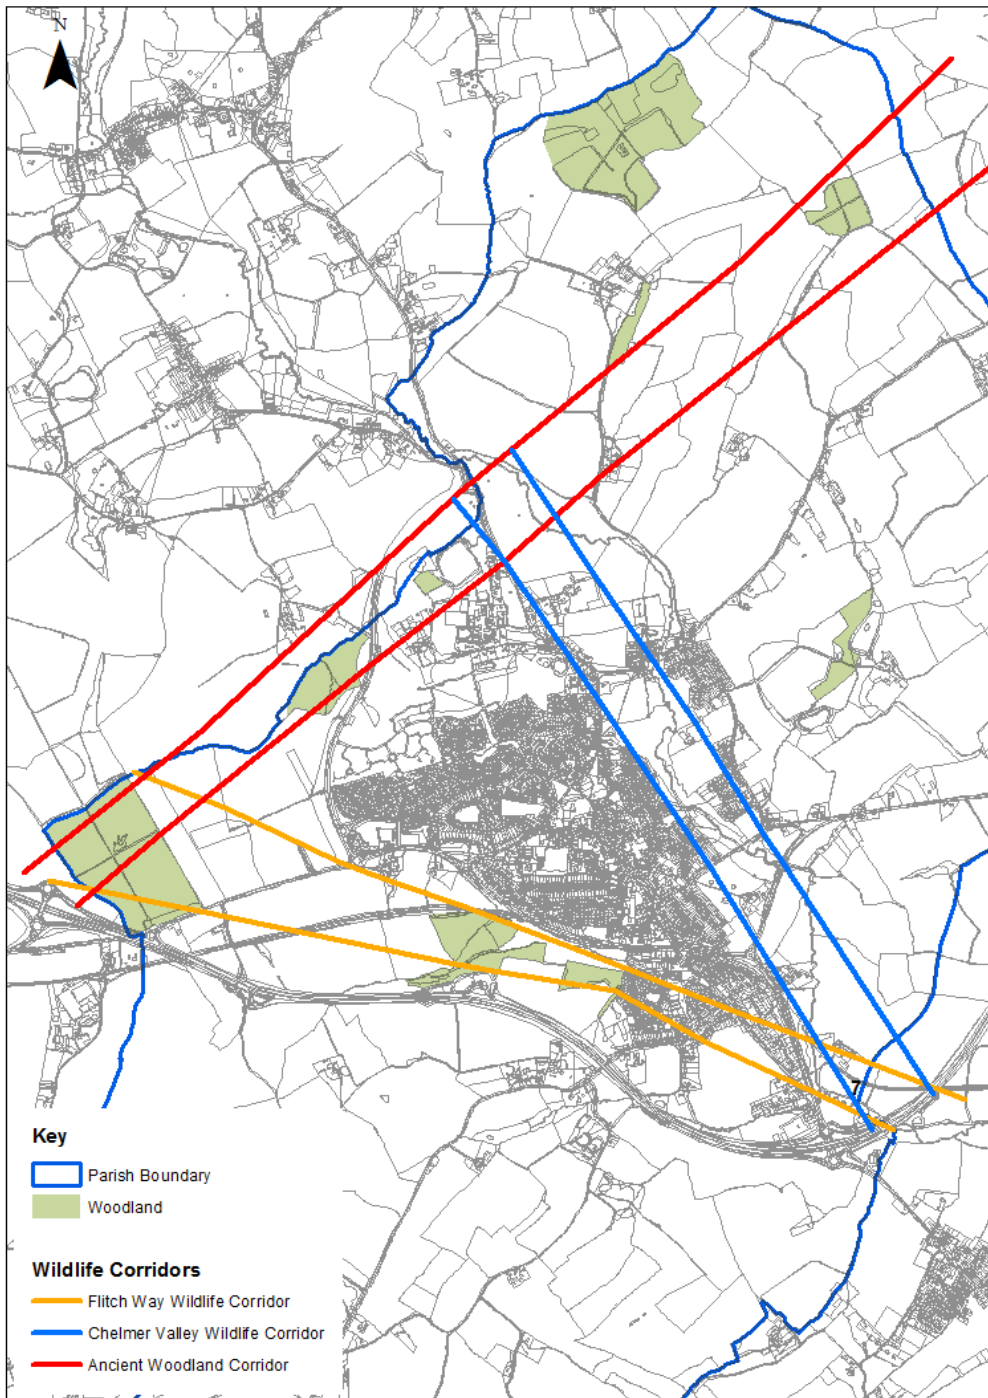 N
7
Key
Parish Boundary
Woodland
Wildlife Corridors
Flitch Way Wildlife Corridor
Chelmer Valley Wildlife Corridor
Ancient Woodland Corridor